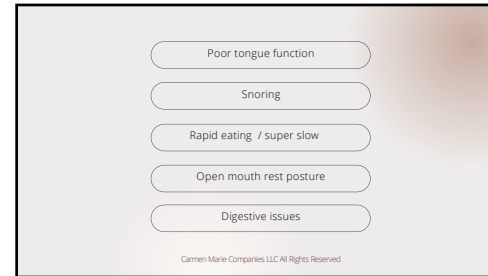 Poor tongue function
Snoring
Rapid eating / super slow
Open mouth rest posture
Digestive issues
Carmen Marie Companies LLC All Rights Reserved